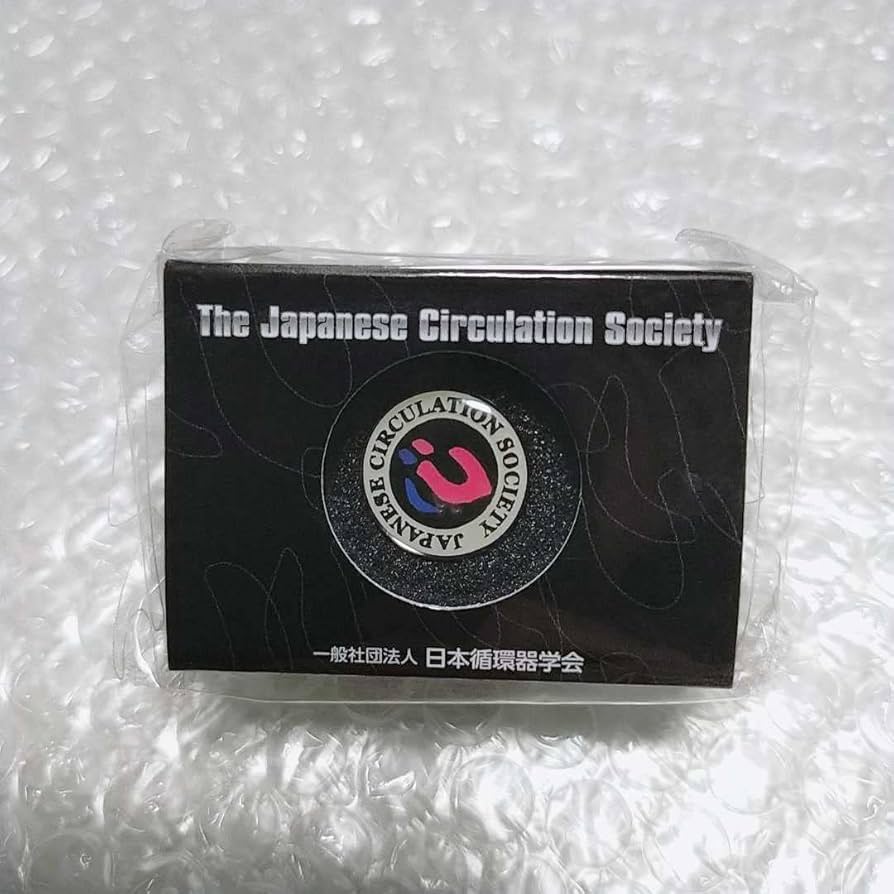 The Japanese Circulation Society
JAPANESE CIRCULATION SOCIETY
一般社団法人 日本循環器学会